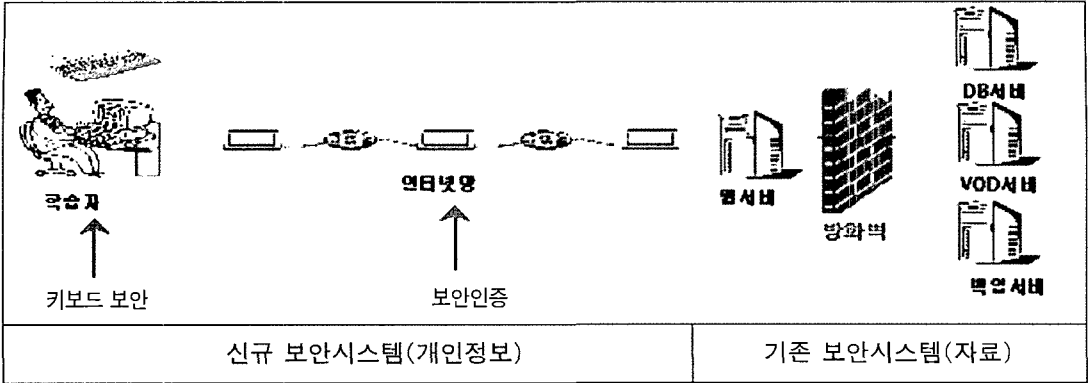 DB서버
학습자
인터넷망
웹서버
방화벽
VOD서버
백업서버
키보드 보안
보안인증
신규 보안시스템(개인정보)
기존 보안시스템(자료)